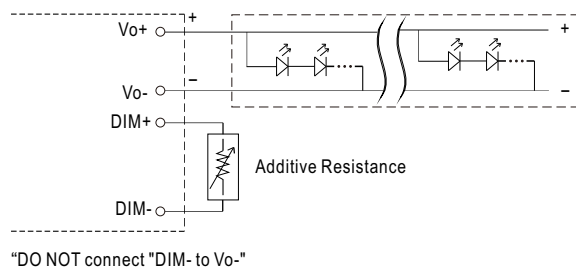 Vo+ + +
Vo- − −
DIM+
Additive Resistance
DIM-
“DO NOT connect "DIM- to Vo-"